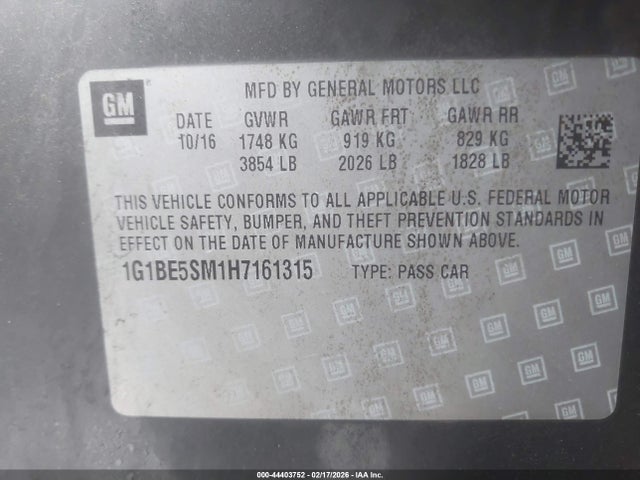 GM
MFD BY GENERAL MOTORS LLC
DATE GVWR GAWR FRT GAWR RR
10/16 1748 KG 919 KG 829 KG
3854 LB 2026 LB 1828 LB
THIS VEHICLE CONFORMS TO ALL APPLICABLE U.S. FEDERAL MOTOR
VEHICLE SAFETY, BUMPER, AND THEFT PREVENTION STANDARDS IN
EFFECT ON THE DATE OF MANUFACTURE SHOWN ABOVE.
1G1BE5SM1H7161315 TYPE: PASS CAR
000-44403752 - 02/17/2026 - IAA Inc.